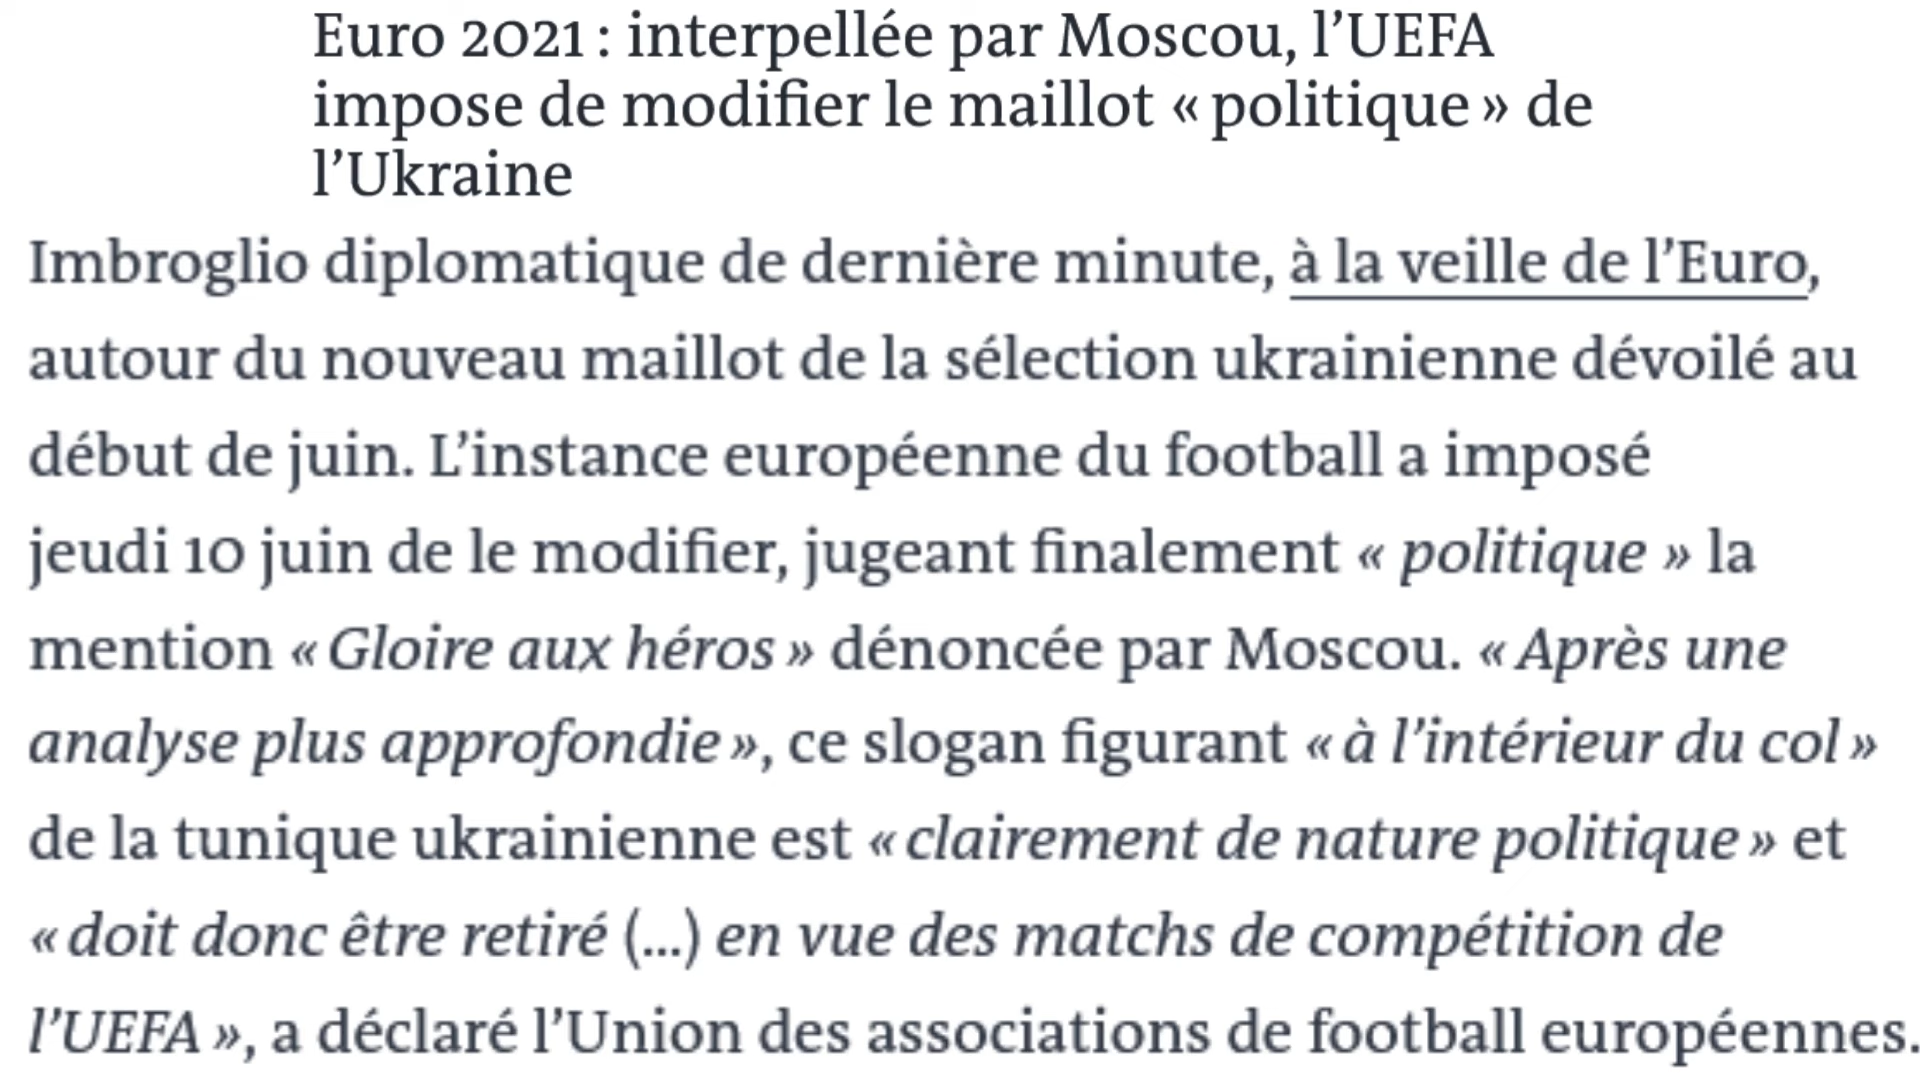 Euro 2021 : interpellée par Moscou, l’UEFA
impose de modifier le maillot « politique » de
l’Ukraine
Imbroglio diplomatique de dernière minute, à la veille de l’Euro,
autour du nouveau maillot de la sélection ukrainienne dévoilé au
début de juin. L’instance européenne du football a imposé
jeudi 10 juin de le modifier, jugeant finalement « politique » la
mention « Gloire aux héros » dénoncée par Moscou. « Après une
analyse plus approfondie », ce slogan figurant « à l’intérieur du col »
de la tunique ukrainienne est « clairement de nature politique » et
« doit donc être retiré (…) en vue des matchs de compétition de
l’UEFA », a déclaré l’Union des associations de football européennes.